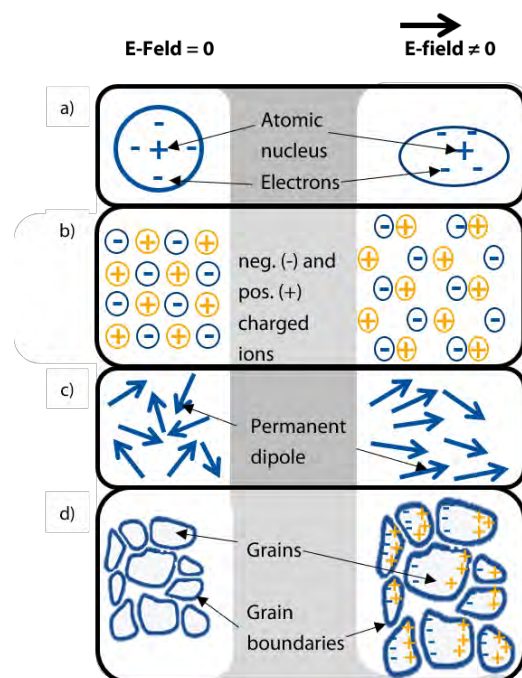 E-Feld = 0
E-field ≠ 0
a)
Atomic
nucleus
Electrons
b)
neg. (-) and
pos. (+)
charged
ions
c)
Permanent
dipole
d)
Grains
Grain
boundaries